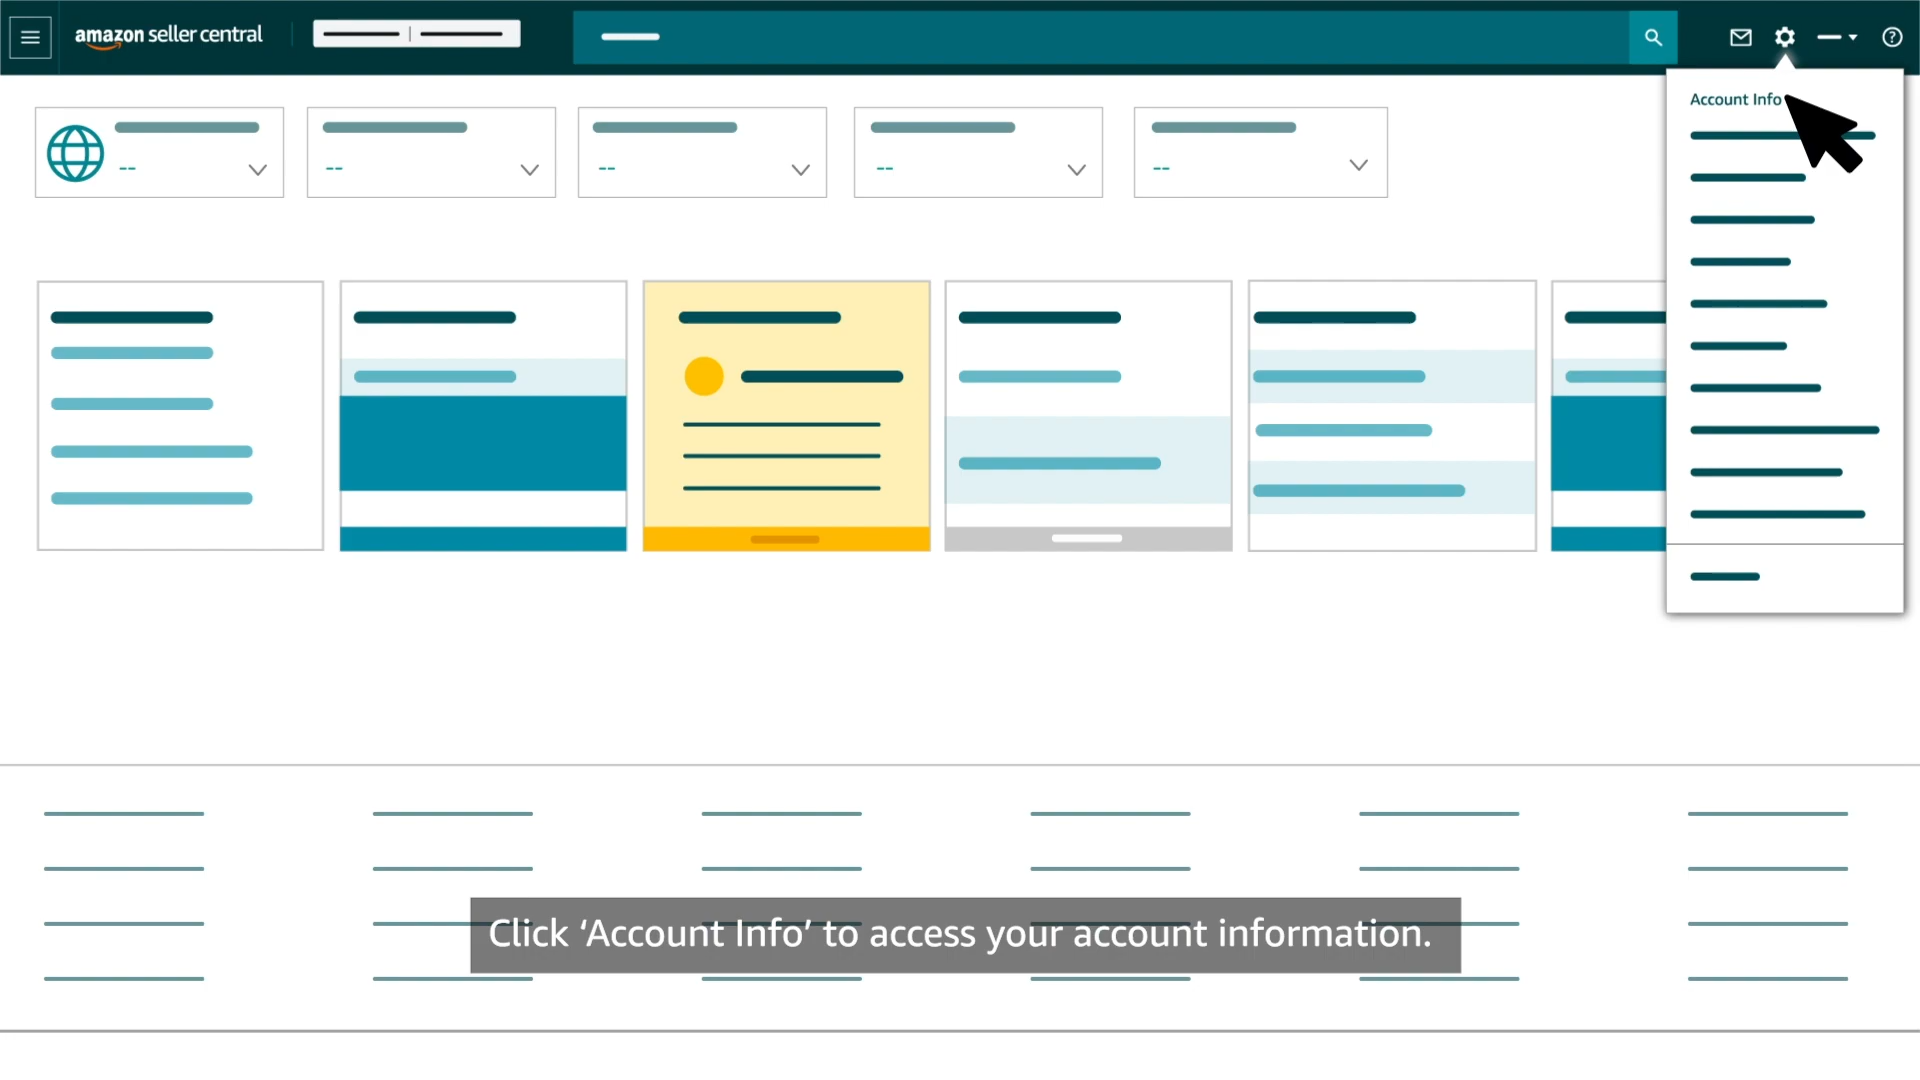 amazon seller central
Account Info
--
--
--
--
--
Click ‘Account Info’ to access your account information.